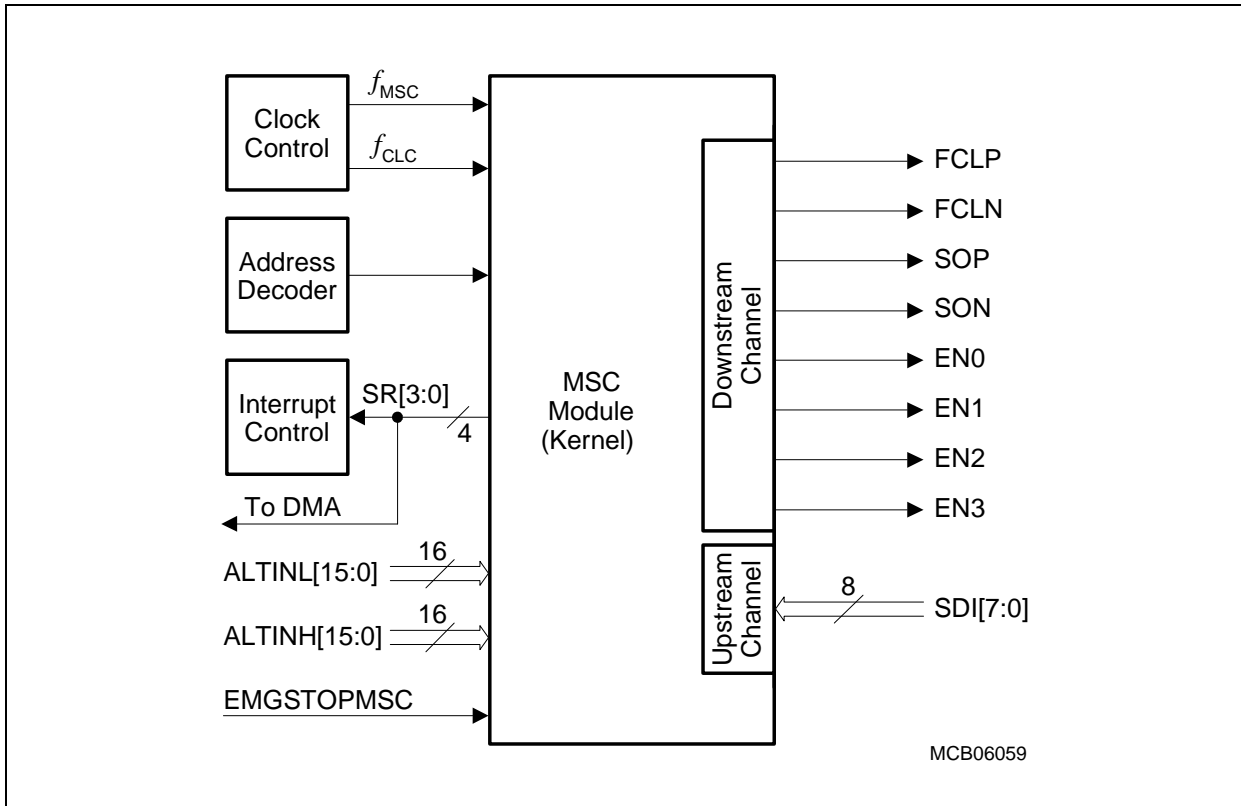 Clock
Control
fMSC
fCLC
Address
Decoder
Interrupt
Control
SR[3:0]
4
To DMA
ALTINL[15:0]
16
ALTINH[15:0]
16
EMGSTOPMSC
MSC
Module
(Kernel)
Downstream
Channel
Upstream
Channel
FCLP
FCLN
SOP
SON
EN0
EN1
EN2
EN3
8
SDI[7:0]
MCB06059